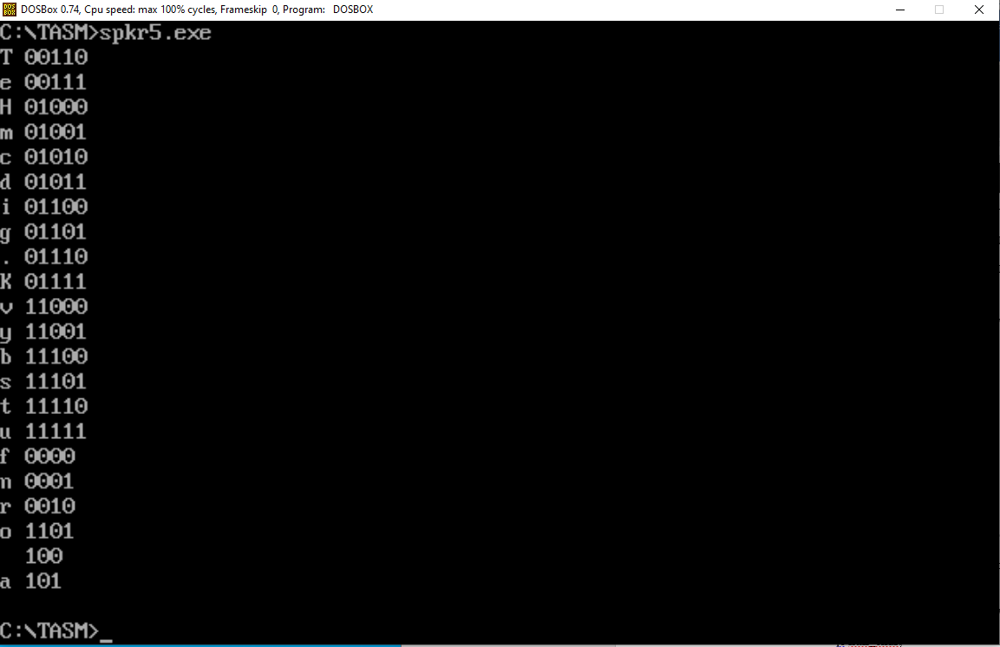 DOSBox 0.74, Cpu speed: max 100% cycles, Frameskip 0, Program: DOSBOX
C:\TASM>spkr5.exe
T 00110
e 00111
H 01000
m 01001
c 01010
d 01011
i 01100
g 01101
. 01110
K 01111
v 11000
y 11001
b 11100
s 11101
t 11110
u 11111
f 0000
n 0001
r 0010
o 1101
  100
a 101
C:\TASM>_